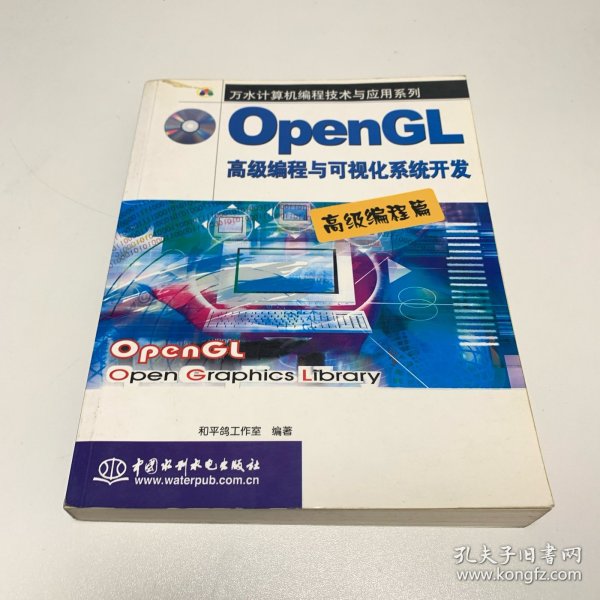 万水计算机编程技术与应用系列
OpenGL
高级编程与可视化系统开发
高级编程篇
OpenGL
Open Graphics Library
和平鸽工作室 编著
中国水利水电出版社
www.waterpub.com.cn
孔夫子旧书网
www.kongfz.com